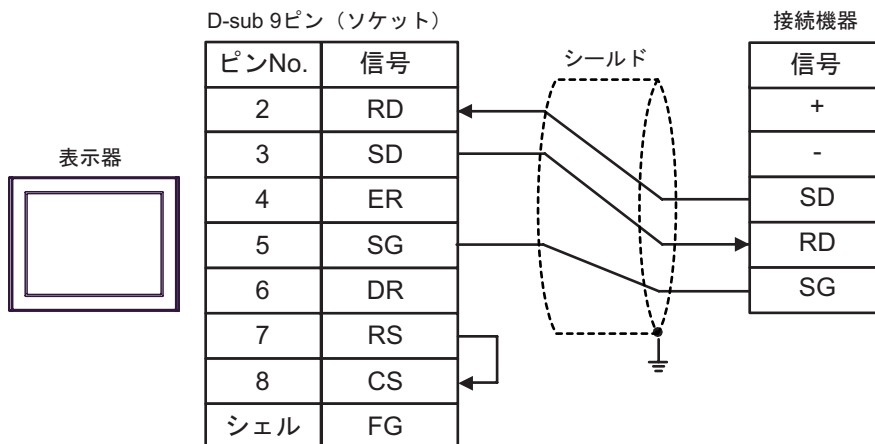 D-sub 9ピン（ソケット）
接続機器
表示器
シールド
ピンNo. 信号
2 RD
3 SD
4 ER
5 SG
6 DR
7 RS
8 CS
シェル FG
信号
+
-
SD
RD
SG